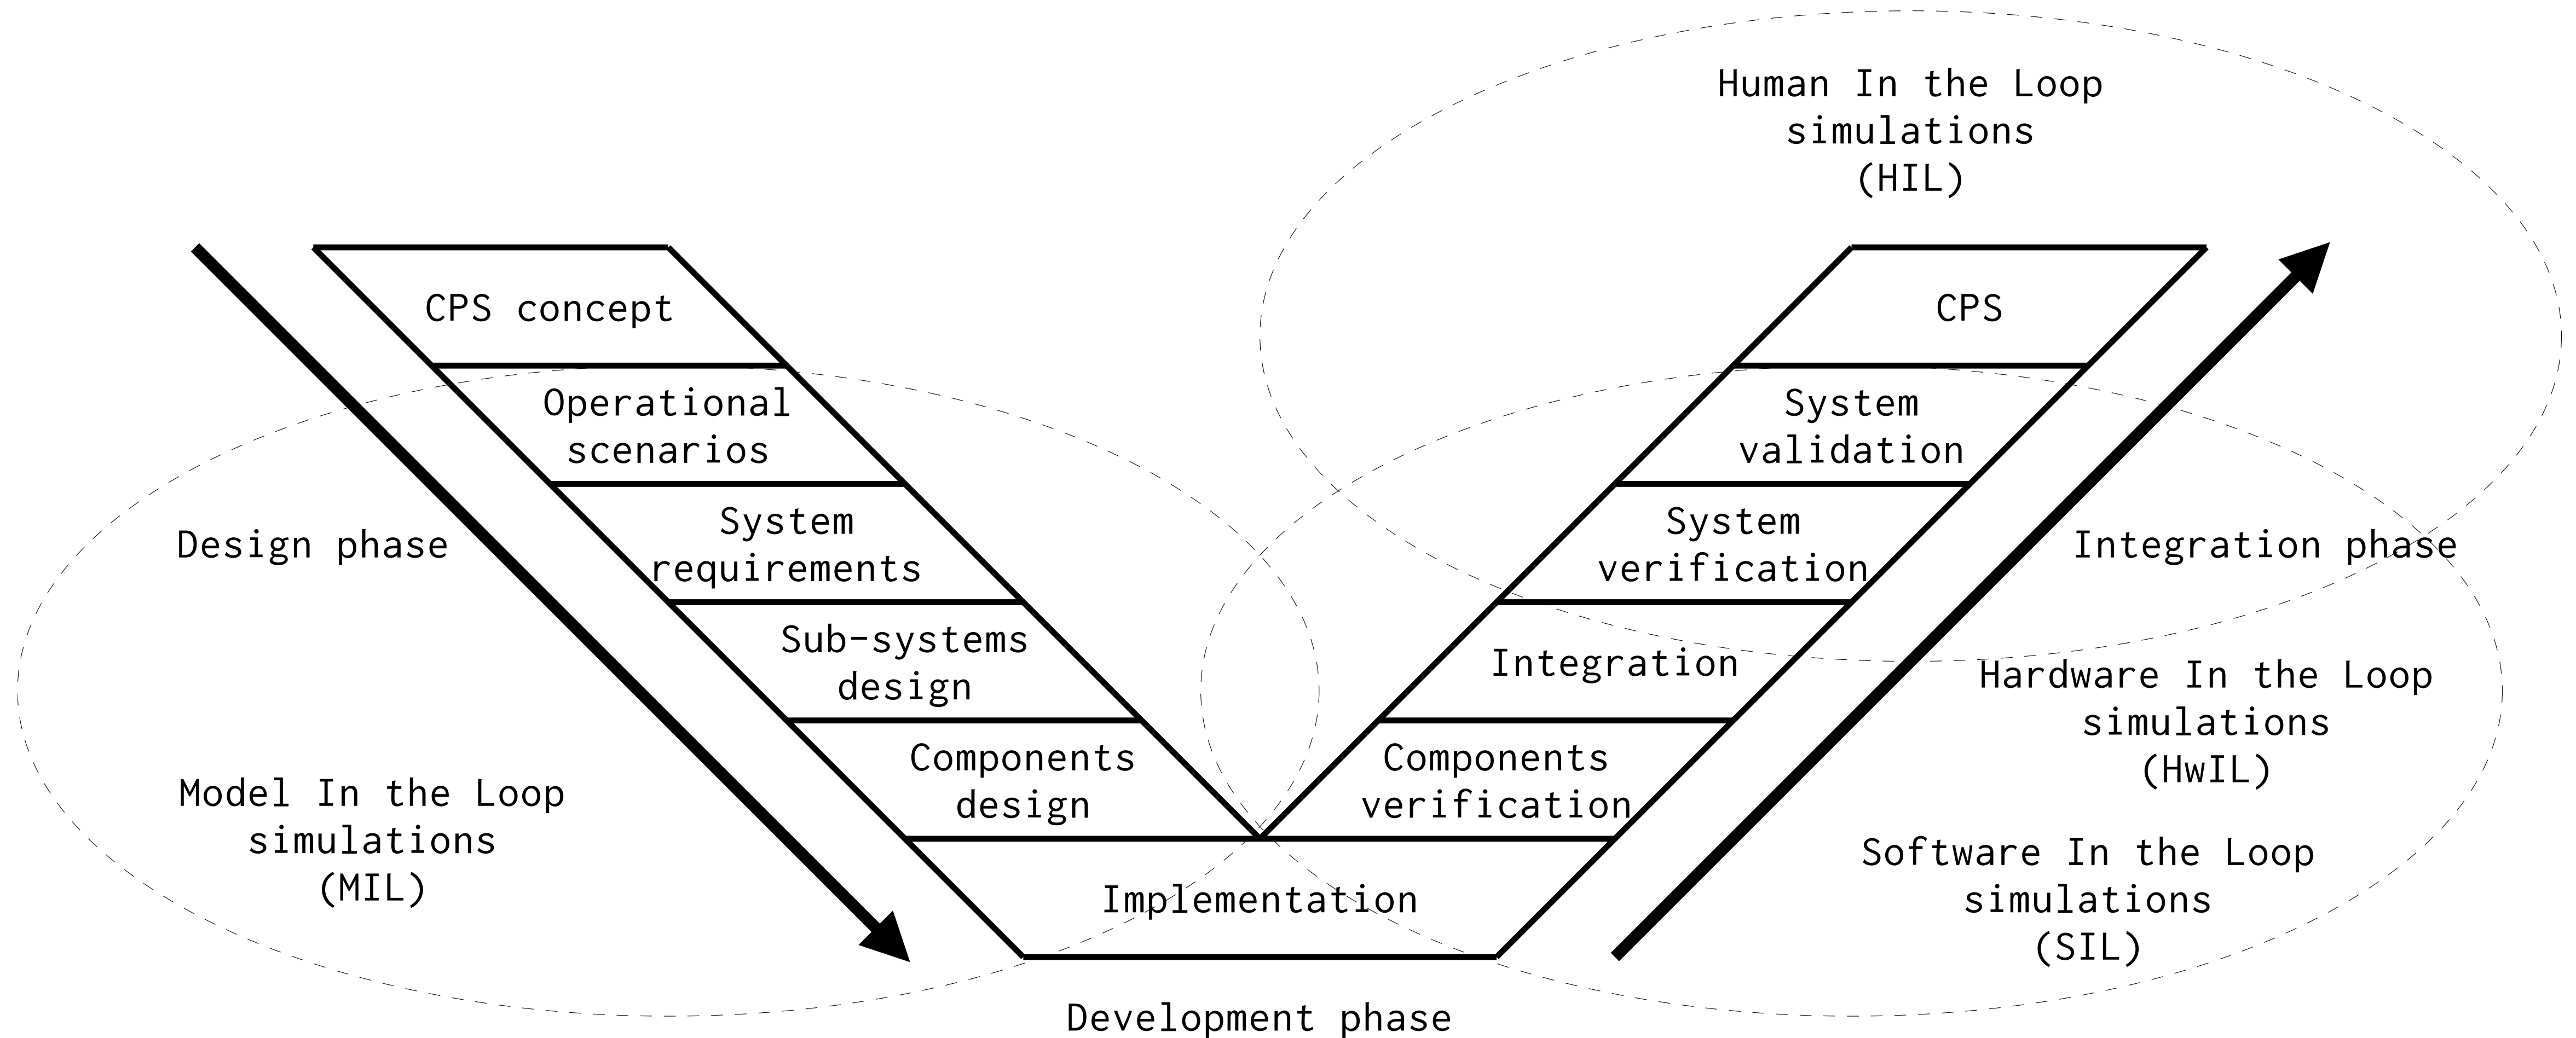 Human In the Loop
simulations
(HIL)
CPS concept
CPS
Operational
scenarios
System
validation
System
requirements
System
verification
Design phase
Integration phase
Sub-systems
design
Integration
Hardware In the Loop
simulations
(HwIL)
Components
design
Components
verification
Model In the Loop
simulations
(MIL)
Software In the Loop
simulations
(SIL)
Implementation
Development phase